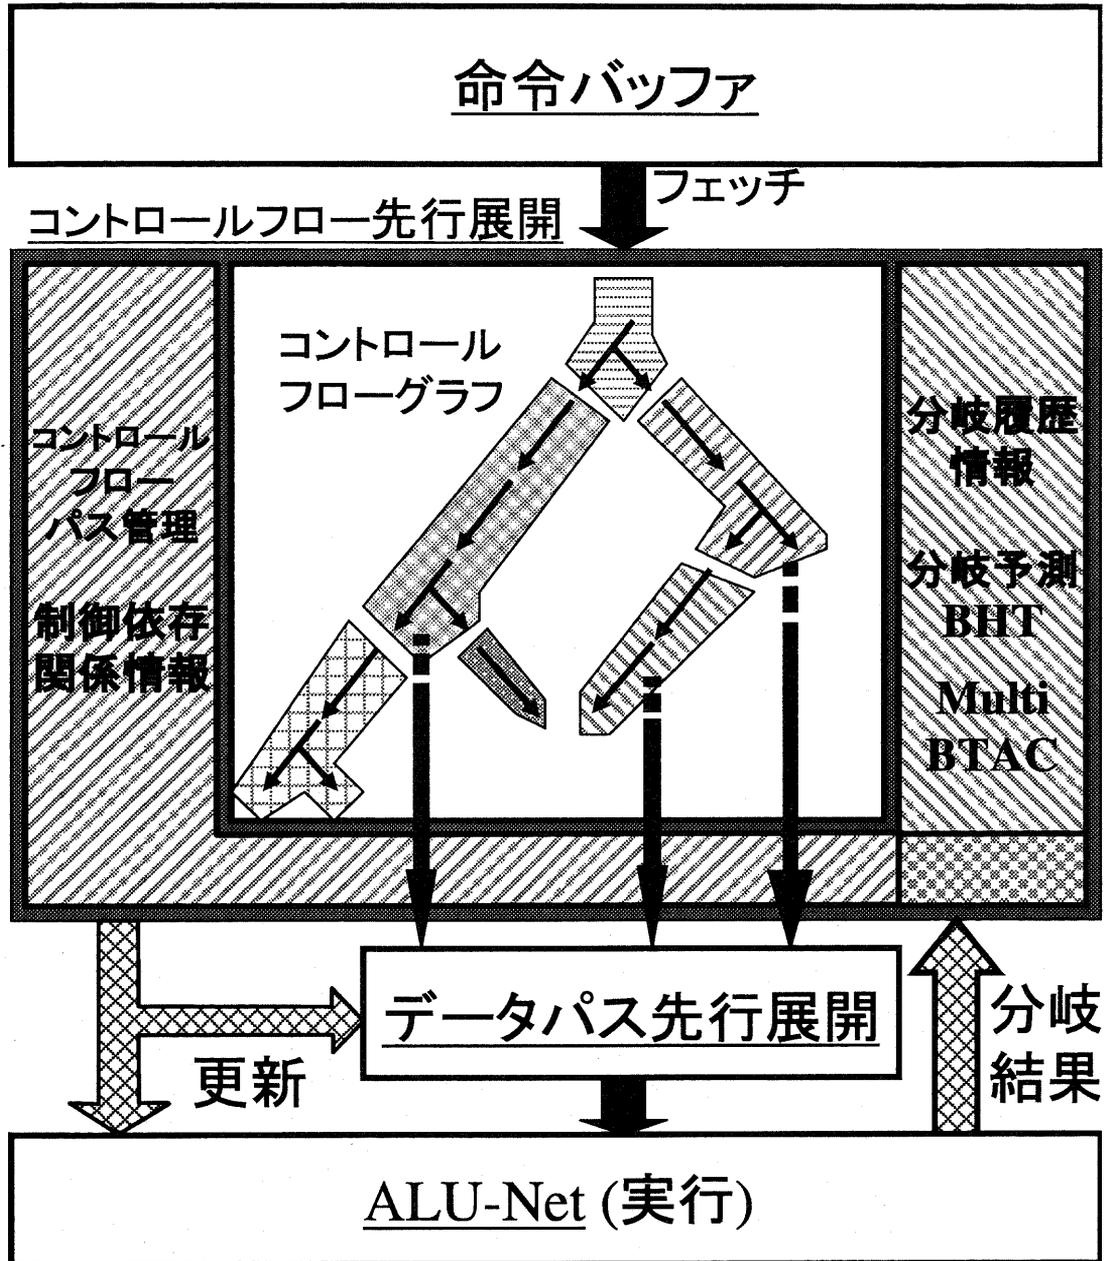 命令バッファ
フェッチ
コントロールフロー先行展開
コントロール
フローグラフ
コントロール
フロー
パス管理
制御依存
関係情報
分岐履歴
情報
分岐予測
BHT
Multi
BTAC
データパス先行展開
更新
分岐
結果
ALU-Net (実行)